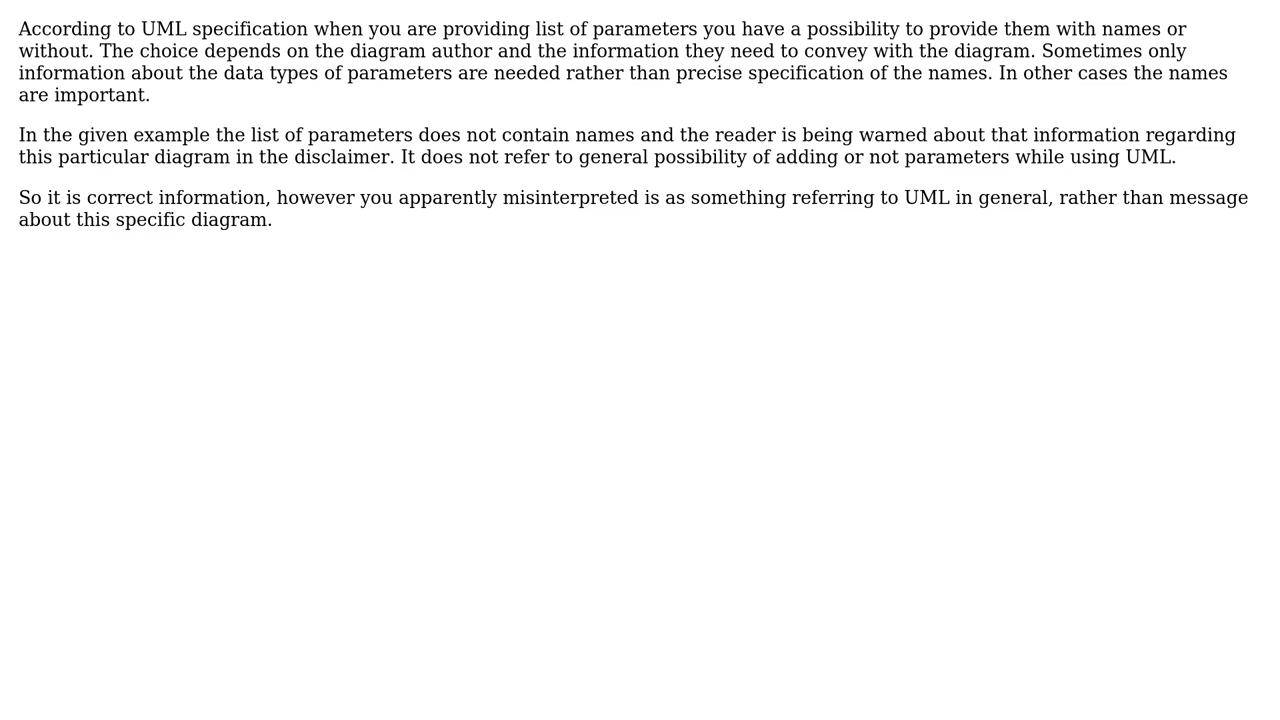 According to UML specification when you are providing list of parameters you have a possibility to provide them with names or
without. The choice depends on the diagram author and the information they need to convey with the diagram. Sometimes only
information about the data types of parameters are needed rather than precise specification of the names. In other cases the names
are important.
In the given example the list of parameters does not contain names and the reader is being warned about that information regarding
this particular diagram in the disclaimer. It does not refer to general possibility of adding or not parameters while using UML.
So it is correct information, however you apparently misinterpreted is as something referring to UML in general, rather than message
about this specific diagram.